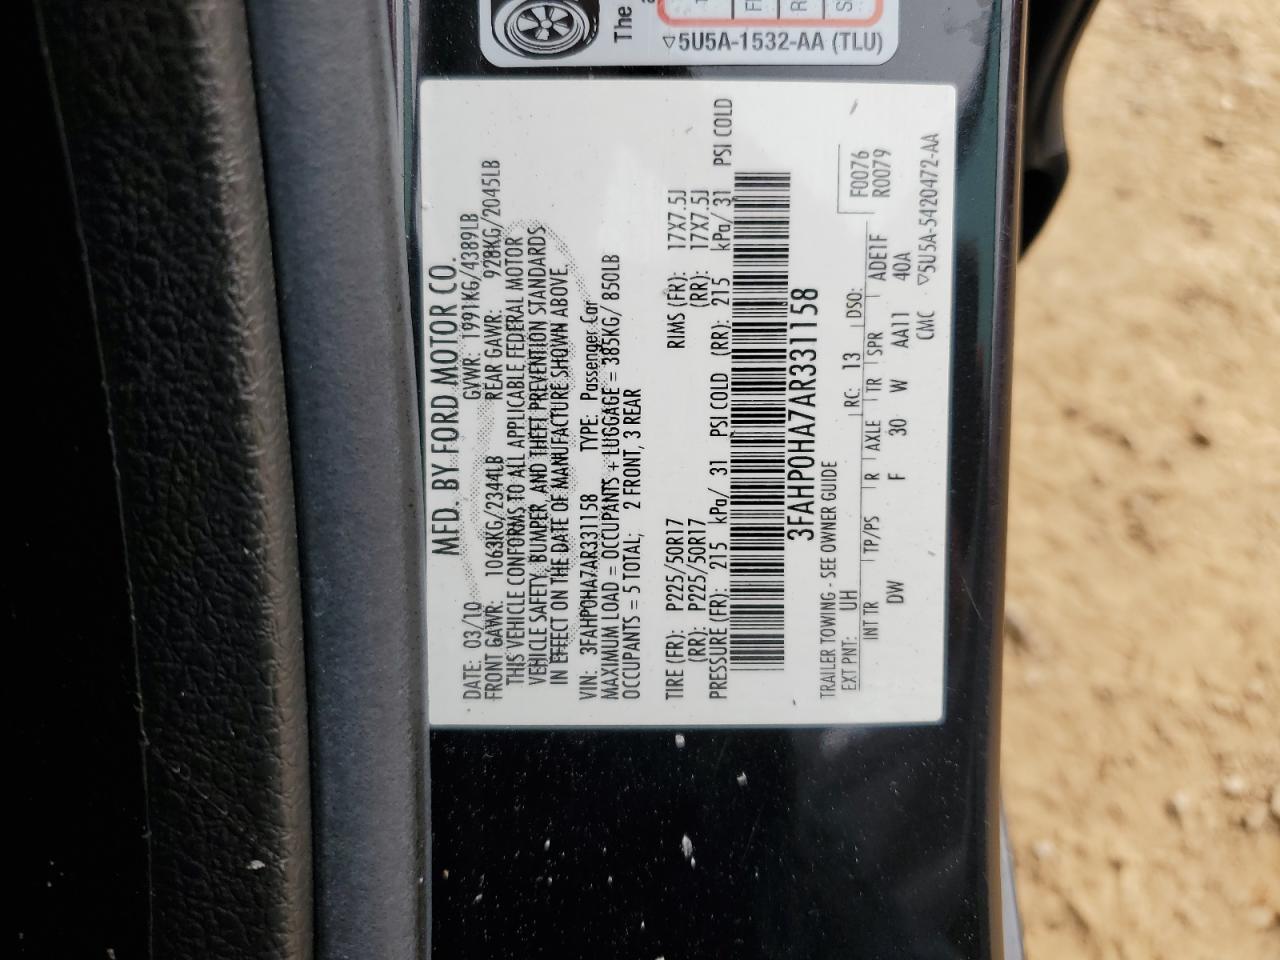 The
5U5A-1532-AA (TLU)
MFD. BY FORD MOTOR CO.
DATE: 03/10 GVWR: 1991KG/4389LB
FRONT GAWR: 1063KG/2344LB REAR GAWR: 928KG/2045LB
THIS VEHICLE CONFORMS TO ALL APPLICABLE FEDERAL MOTOR
VEHICLE SAFETY, BUMPER, AND THEFT PREVENTION STANDARDS
IN EFFECT ON THE DATE OF MANUFACTURE SHOWN ABOVE.
VIN: 3FAHP0HA7AR331158 TYPE: Passenger Car
MAXIMUM LOAD = OCCUPANTS + LUGGAGE = 385KG/ 850LB
OCCUPANTS = 5 TOTAL; 2 FRONT, 3 REAR
TIRE (FR): P225/50R17 RIMS (FR): 17X7.5J
(RR): P225/50R17 (RR): 17X7.5J
PRESSURE (FR): 215 kPa/ 31 PSI COLD (RR): 215 kPa/ 31 PSI COLD
3FAHP0HA7AR331158
TRAILER TOWING - SEE OWNER GUIDE
EXT PNT: UH RC: 13 DSO: F0076
R0079
INT TR TP/PS R AXLE TR SPR ADE1F
DW F 30 W AA11 40A
CMC 5U5A-5420472-AA